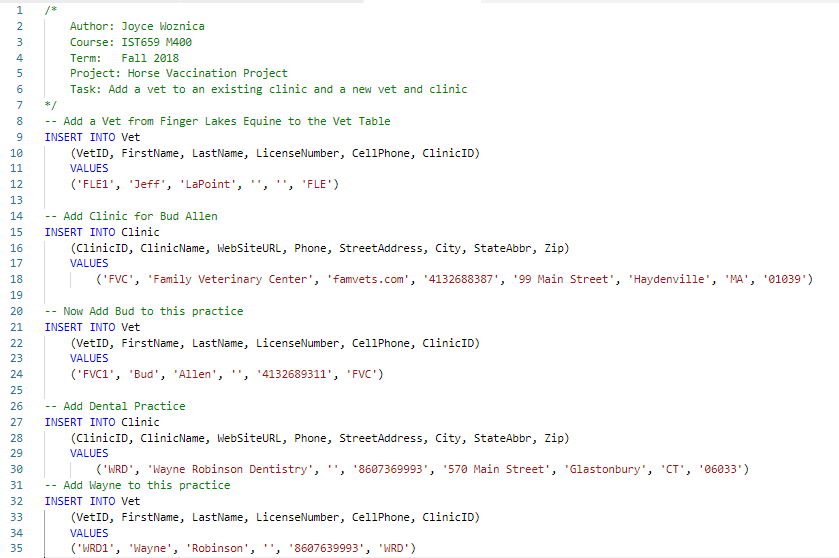 1 /*
2 Author: Joyce Woznica
3 Course: IST659 M400
4 Term: Fall 2018
5 Project: Horse Vaccination Project
6 Task: Add a vet to an existing clinic and a new vet and clinic
7 */
8 -- Add a Vet from Finger Lakes Equine to the Vet Table
9 INSERT INTO Vet
10 (VetID, FirstName, LastName, LicenseNumber, CellPhone, ClinicID)
11 VALUES
12 ('FLE1', 'Jeff', 'LaPoint', '', '', 'FLE')
13
14 -- Add Clinic for Bud Allen
15 INSERT INTO Clinic
16 (ClinicID, ClinicName, WebSiteURL, Phone, StreetAddress, City, StateAbbr, Zip)
17 VALUES
18 ('FVC', 'Family Veterinary Center', 'famvets.com', '4132688387', '99 Main Street', 'Haydenville', 'MA', '01039')
19
20 -- Now Add Bud to this practice
21 INSERT INTO Vet
22 (VetID, FirstName, LastName, LicenseNumber, CellPhone, ClinicID)
23 VALUES
24 ('FVC1', 'Bud', 'Allen', '', '4132689311', 'FVC')
25
26 -- Add Dental Practice
27 INSERT INTO Clinic
28 (ClinicID, ClinicName, WebSiteURL, Phone, StreetAddress, City, StateAbbr, Zip)
29 VALUES
30 ('WRD', 'Wayne Robinson Dentistry', '', '8607369993', '570 Main Street', 'Glastonbury', 'CT', '06033')
31 -- Add Wayne to this practice
32 INSERT INTO Vet
33 (VetID, FirstName, LastName, LicenseNumber, CellPhone, ClinicID)
34 VALUES
35 ('WRD1', 'Wayne', 'Robinson', '', '8607639993', 'WRD')